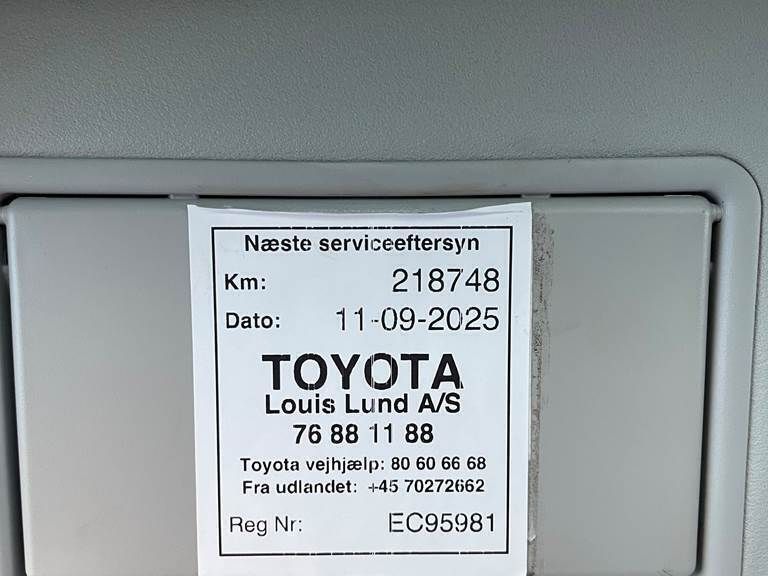 Næste serviceeftersyn
Km: 218748
Dato: 11-09-2025
TOYOTA
Louis Lund A/S
76 88 11 88
Toyota vejhjælp: 80 60 66 68
Fra udlandet: +45 70272662
Reg Nr: EC95981